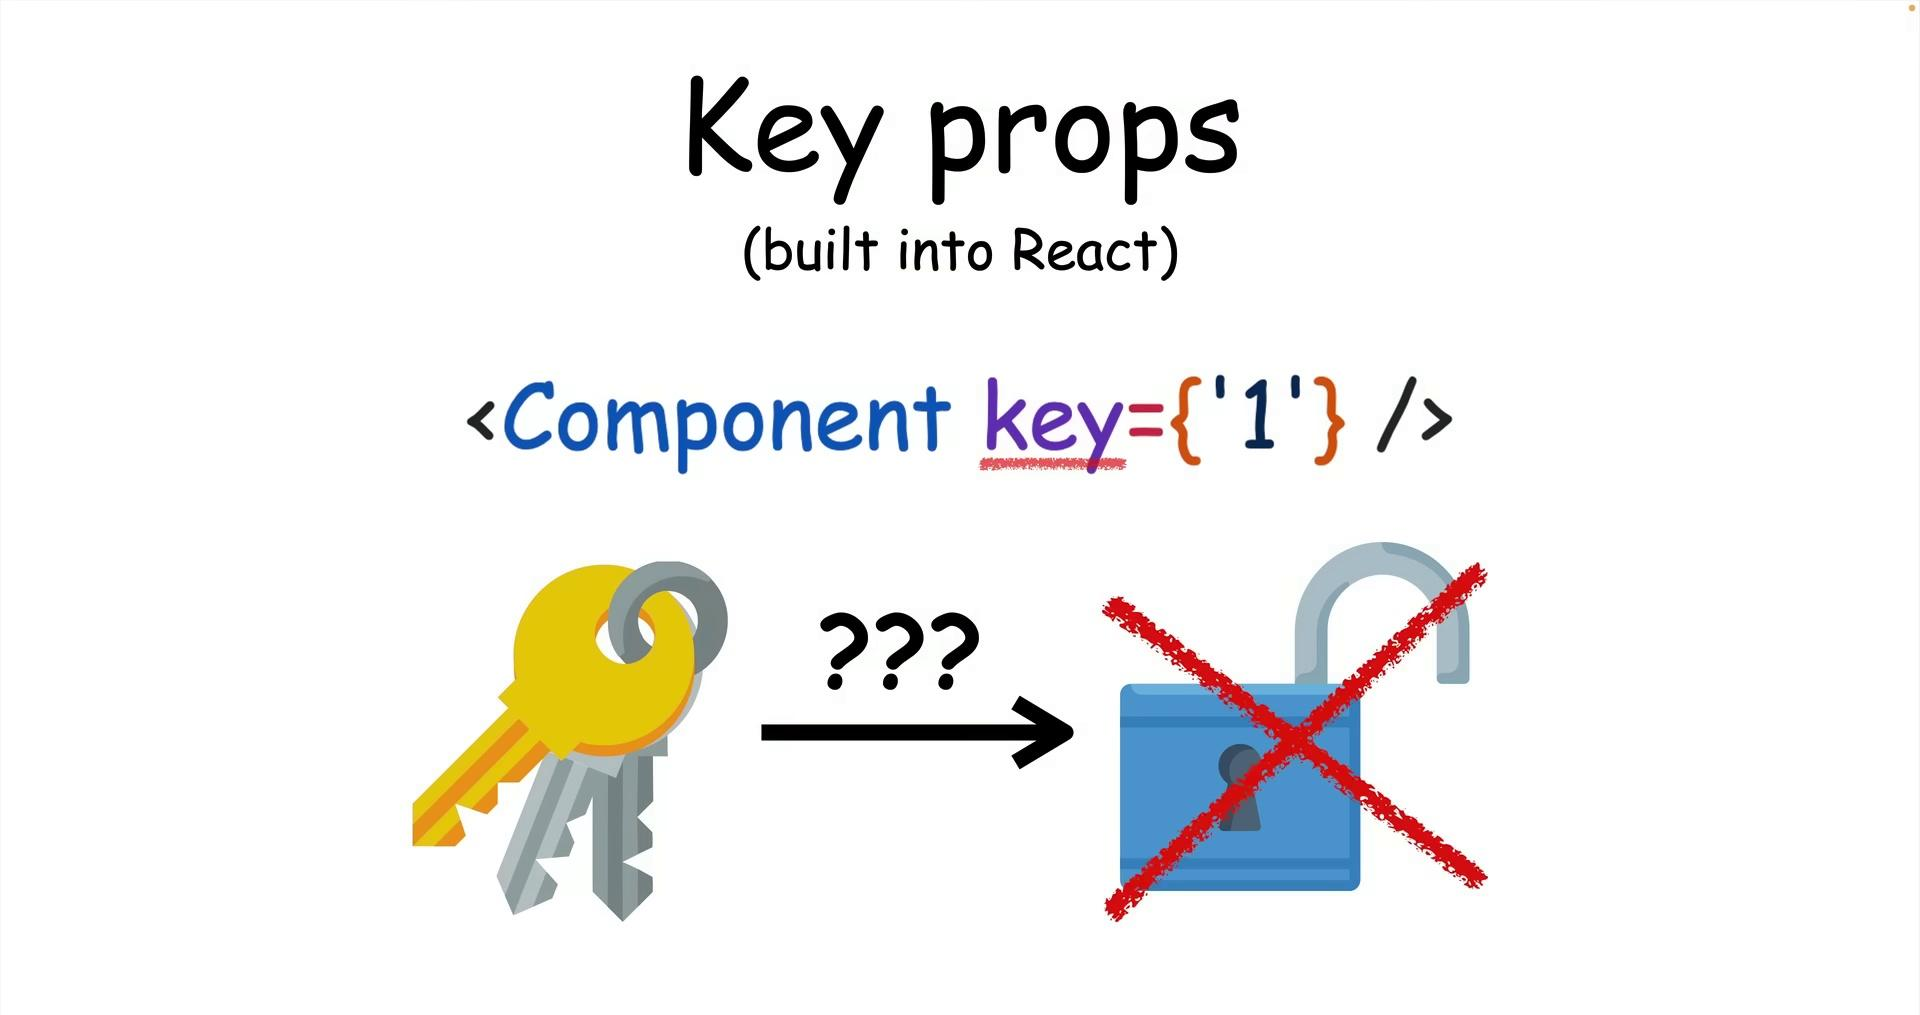 Key props
(built into React)
<Component key={'1'} />
???